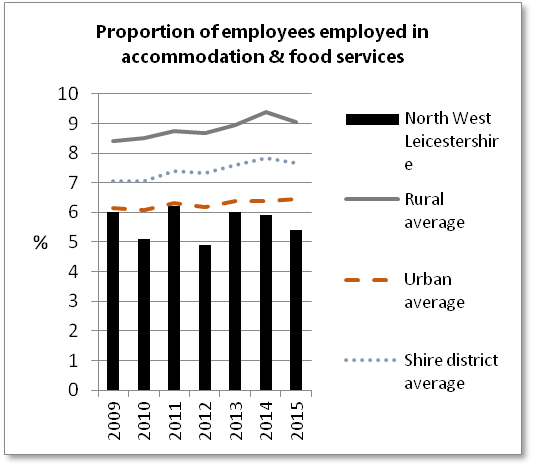 Proportion of employees employed in
accommodation & food services
10
9
8
7
6
5
4
3
2
1
0
%
2009
2010
2011
2012
2013
2014
2015
North West
Leicestershir
e
Rural
average
Urban
average
Shire district
average